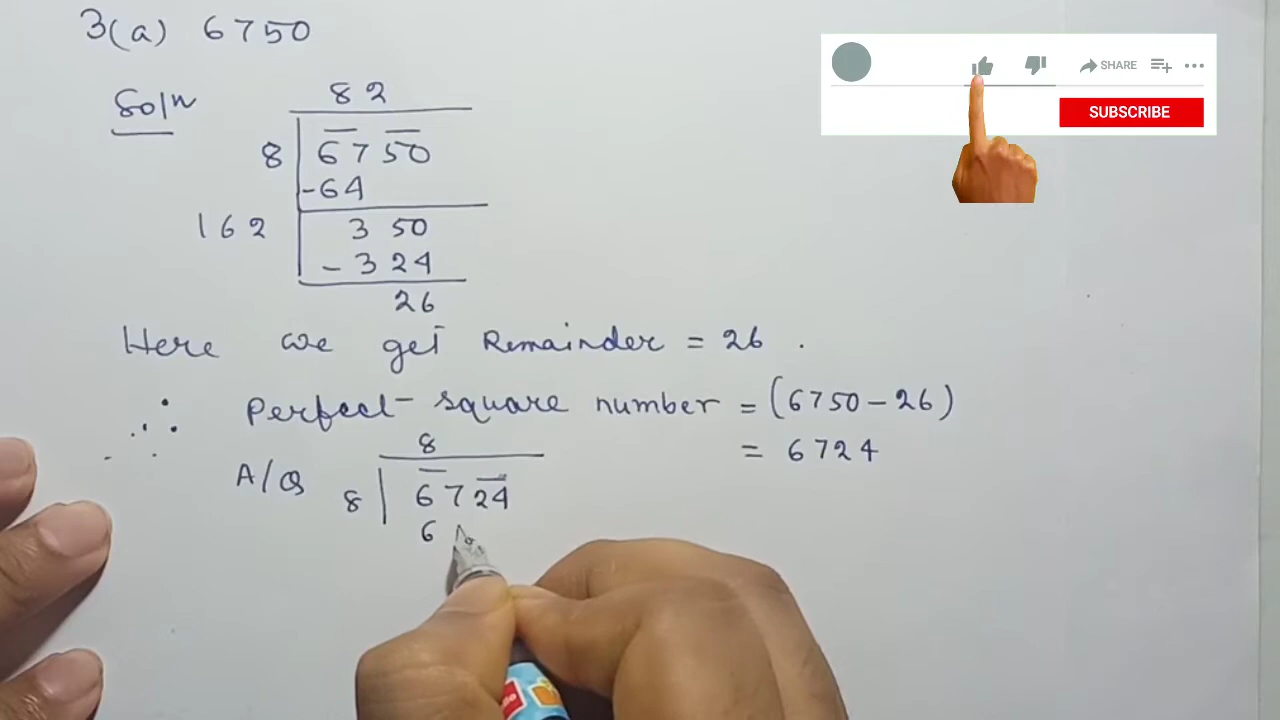 3(a) 6750
SHARE
SUBSCRIBE
Soln
82
8 6750
-64
162 350
-324
26
Here we get Remainder = 26 .
∴ Perfect-square number = (6750-26)
= 6724
A/Q
8
8 6724
6